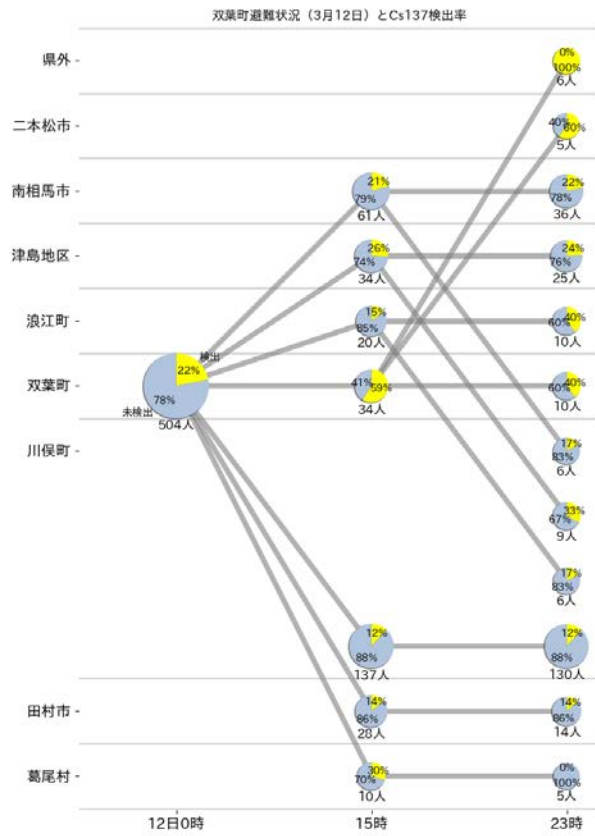 双葉町避難状況（3月12日）とCs137検出率
県外
0%
100%
6人
二本松市
40%
60%
5人
南相馬市
21%
79%
61人
22%
78%
36人
津島地区
26%
74%
34人
24%
76%
25人
浪江町
15%
85%
20人
40%
60%
10人
双葉町
検出
22%
78%
未検出
504人
41%
59%
34人
40%
60%
10人
川俣町
17%
83%
6人
33%
67%
9人
17%
83%
6人
12%
88%
137人
12%
88%
130人
田村市
14%
86%
28人
14%
86%
14人
葛尾村
30%
70%
10人
0%
100%
5人
12日0時
15時
23時